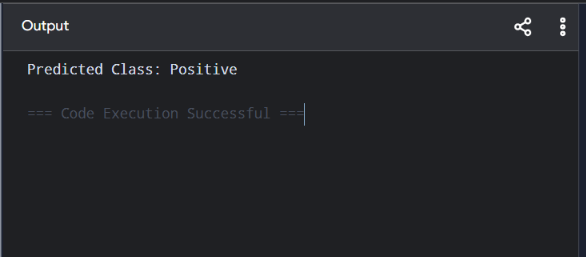 Output
Predicted Class: Positive
=== Code Execution Successful ===